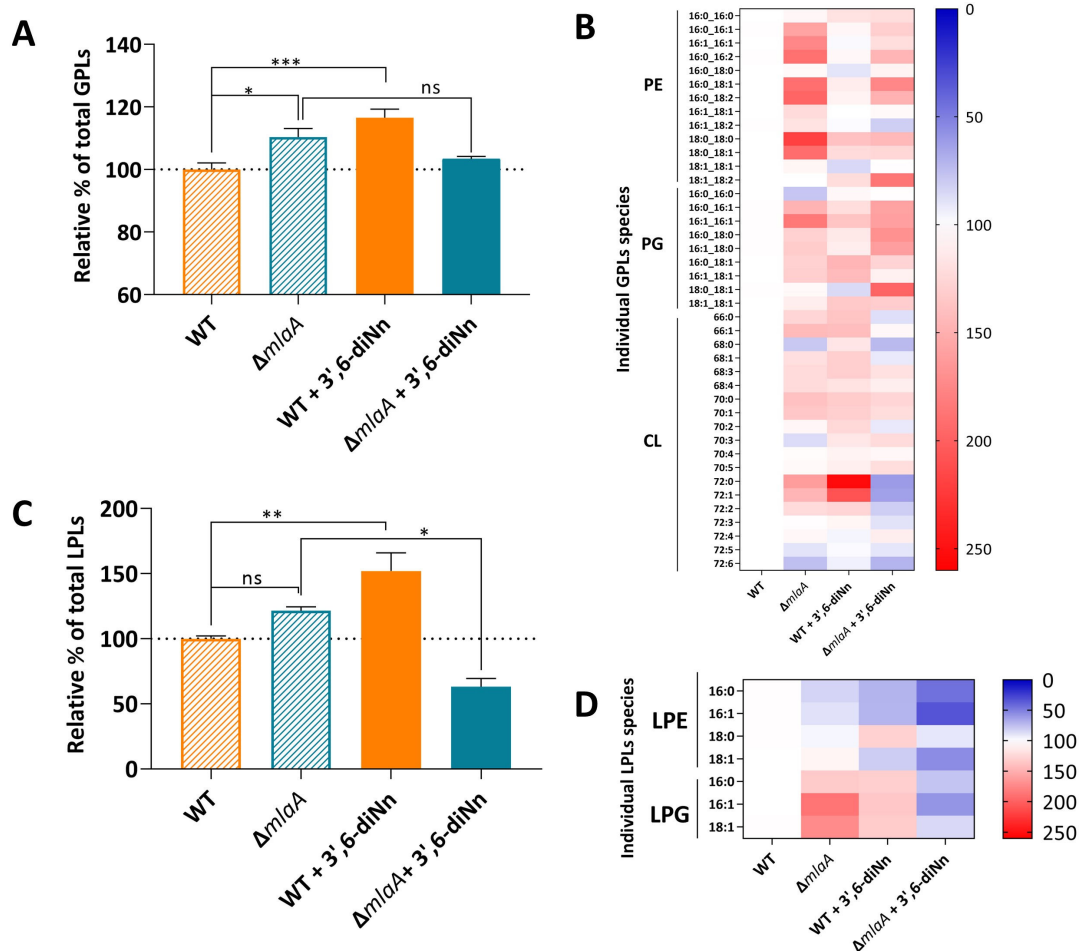 A
Relative % of total GPLs
140
120
100
80
60
***
*
ns
WT
ΔmlaA
WT + 3',6-diNn
ΔmlaA + 3',6-diNn
B
Individual GPLs species
PE
16:0_16:0
16:0_16:1
16:1_16:1
16:0_16:2
16:0_18:0
16:0_18:1
16:0_18:2
16:1_18:1
16:1_18:2
18:0_18:0
18:0_18:1
18:1_18:1
18:1_18:2
PG
16:0_16:0
16:0_16:1
16:1_16:1
16:0_18:0
16:1_18:0
16:0_18:1
16:1_18:1
18:0_18:1
18:1_18:1
CL
66:0
66:1
68:0
68:1
68:3
68:4
70:0
70:1
70:2
70:3
70:4
70:5
72:0
72:1
72:2
72:3
72:4
72:5
72:6
WT
ΔmlaA
WT + 3',6-diNn
ΔmlaA + 3',6-diNn
0
50
100
150
200
250
C
Relative % of total LPLs
200
150
100
50
0
**
*
ns
WT
ΔmlaA
WT + 3',6-diNn
ΔmlaA+ 3',6-diNn
D
Individual LPLs species
LPE
16:0
16:1
18:0
18:1
LPG
16:0
16:1
18:1
WT
ΔmlaA
WT + 3',6-diNn
ΔmlaA + 3',6-diNn
0
50
100
150
200
250